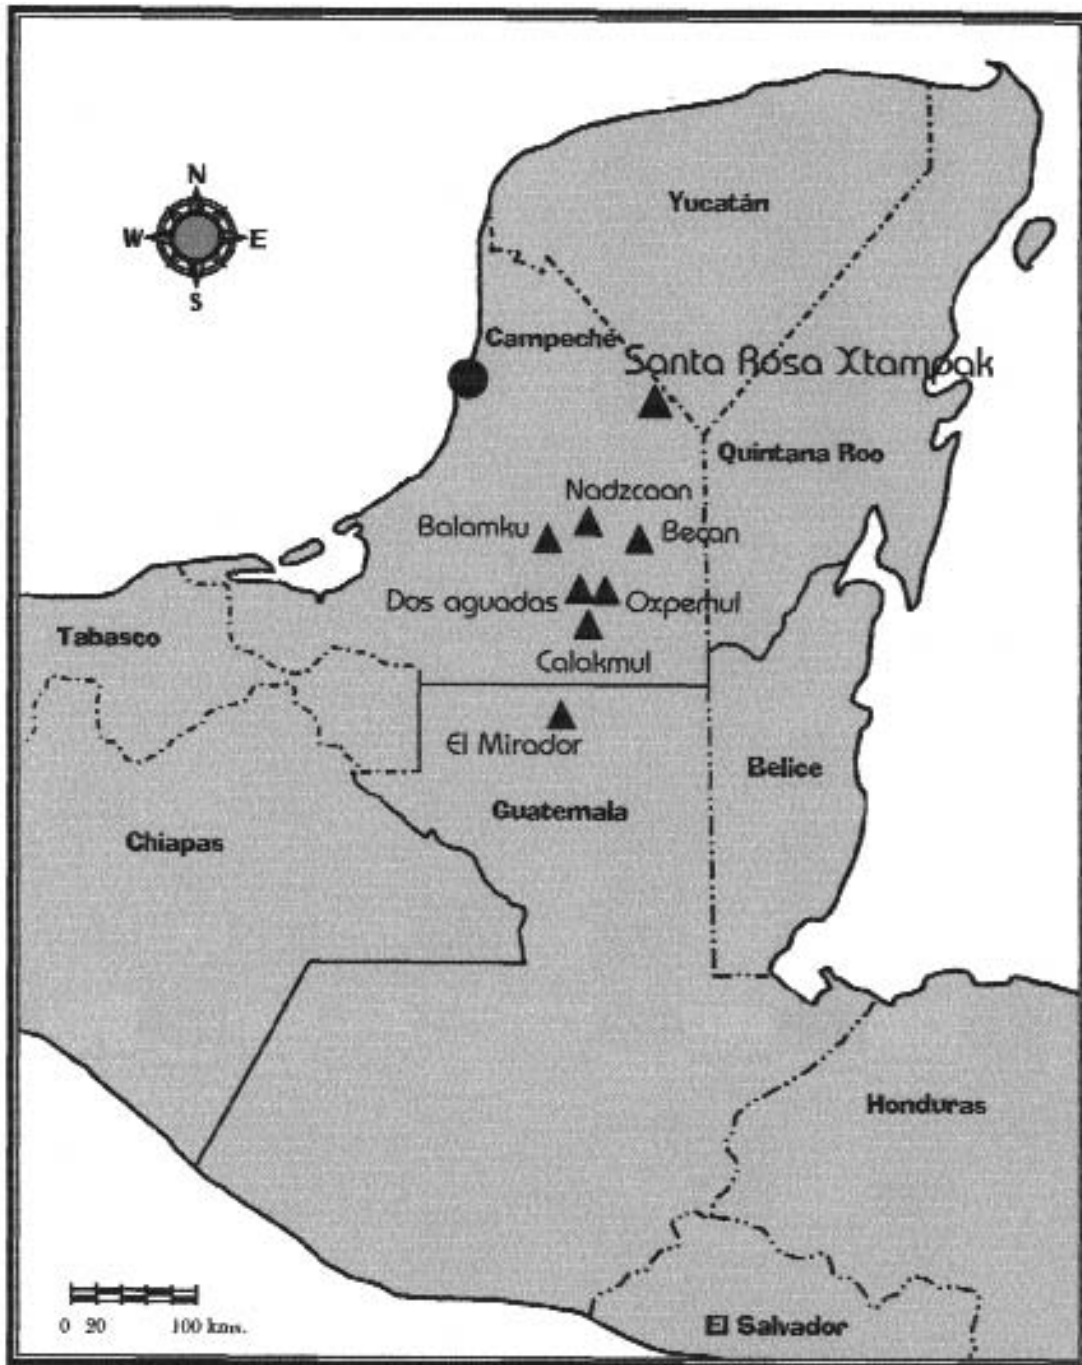 N
W E
S
Yucatán
Campeché
Santa Rosa Xtampak
Quintana Roo
Nadzcaan
Balamku
Becan
Dos aguadas
Oxpemul
Tabasco
Calakmul
El Mirador
Belice
Guatemala
Chiapas
Honduras
0 20 100 kms.
El Salvador